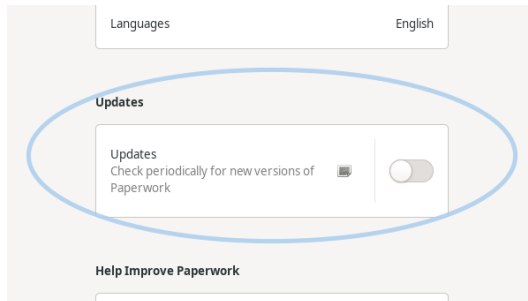 Languages English
Updates
Updates
Check periodically for new versions of
Paperwork
Help Improve Paperwork